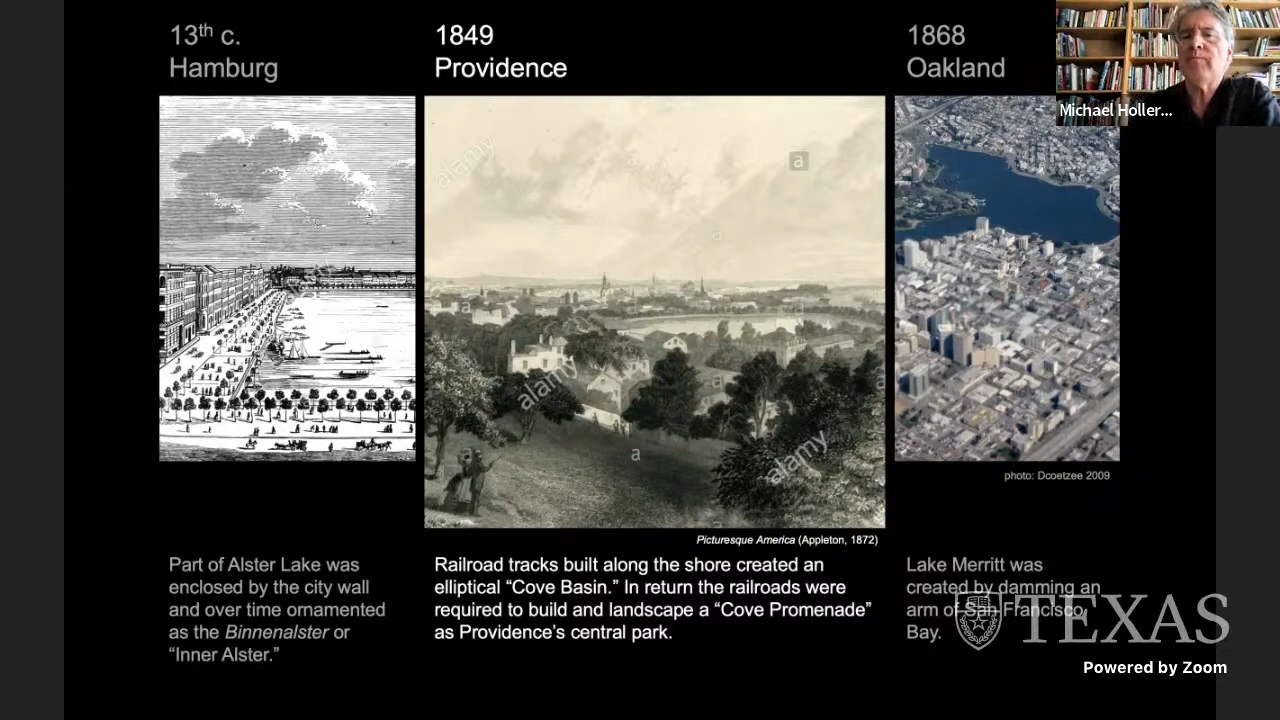 13th c.
Hamburg
1849
Providence
1868
Oakland
Michael Holler...
alamy
a
a
a
alamy
a
a
alamy
photo: Dcoetzee 2009
Picturesque America (Appleton, 1872)
Part of Alster Lake was
enclosed by the city wall
and over time ornamented
as the Binnenalster or
“Inner Alster.”
Railroad tracks built along the shore created an
elliptical “Cove Basin.” In return the railroads were
required to build and landscape a “Cove Promenade”
as Providence’s central park.
Lake Merritt was
created by damming an
arm of San Francisco
Bay.
TEXAS
Powered by Zoom